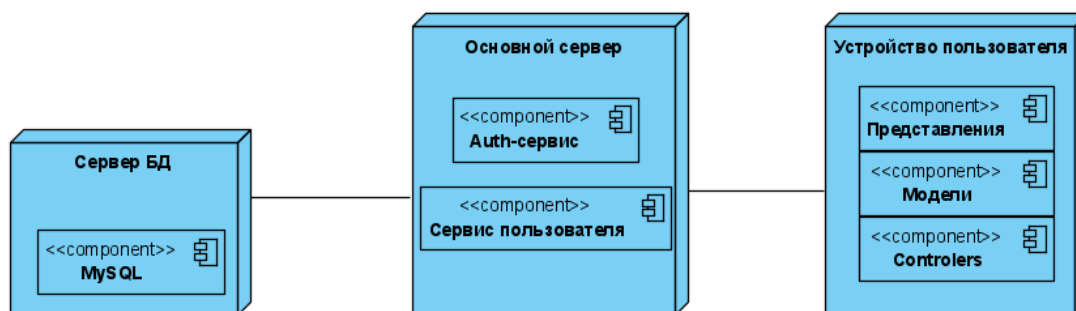 Сервер БД
<<component>>
MySQL
Основной сервер
<<component>>
Auth-сервис
<<component>>
Сервис пользователя
Устройство пользователя
<<component>>
Представления
<<component>>
Модели
<<component>>
Controlers